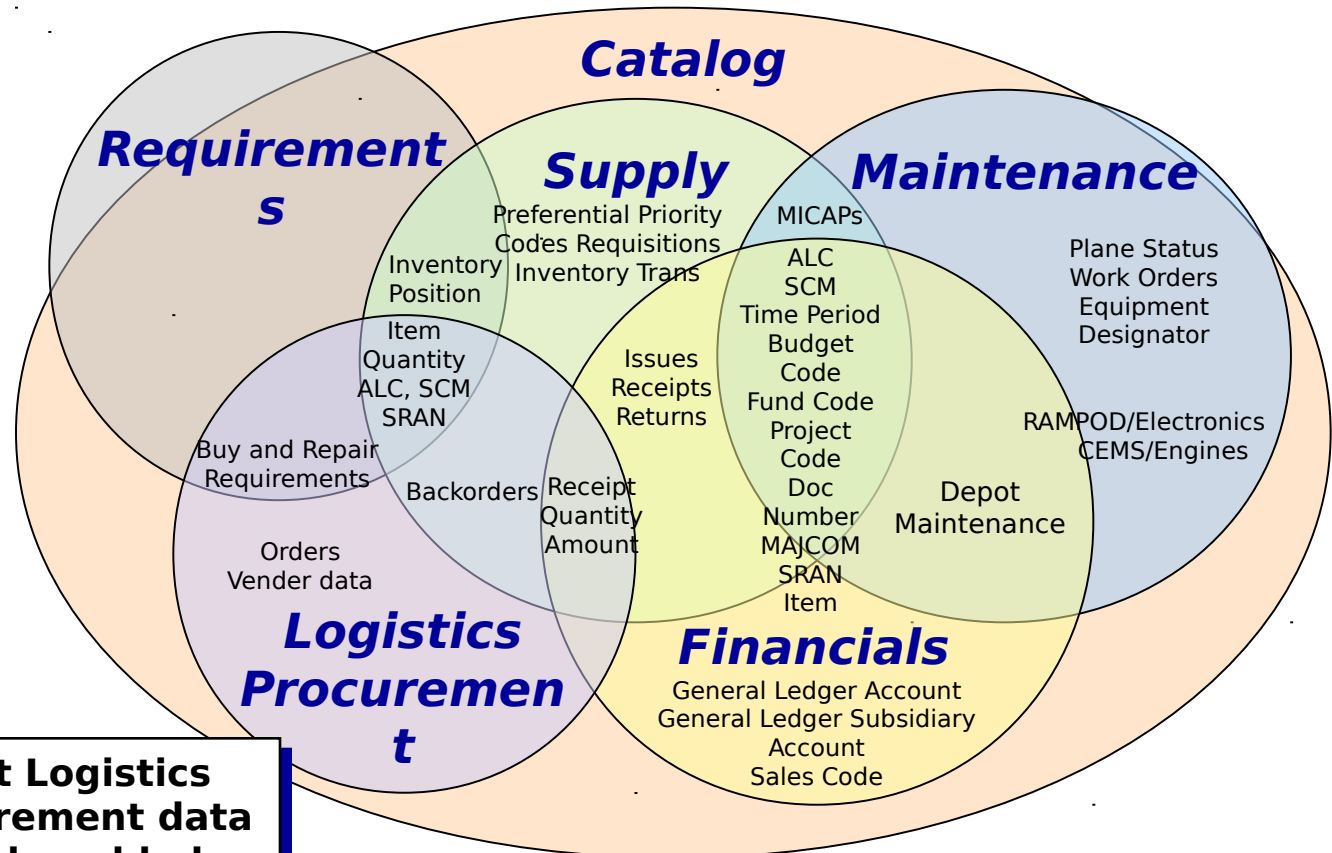 Catalog
Requirement
s
Supply
Preferential Priority
Codes Requisitions
Inventory Trans
Maintenance
MICAPs
Plane Status
Work Orders
Equipment
Designator
RAMPOD/Electronics
CEMS/Engines
Inventory
Position
Item
Quantity
ALC, SCM
SRAN
Issues
Receipts
Returns
ALC
SCM
Time Period
Budget
Code
Fund Code
Project
Code
Doc
Number
MAJCOM
SRAN
Item
Buy and Repair
Requirements
Backorders
Receipt
Quantity
Amount
Depot
Maintenance
Orders
Vender data
Logistics
Procuremen
t
Financials
General Ledger Account
General Ledger Subsidiary
Account
Sales Code
t Logistics
rement data